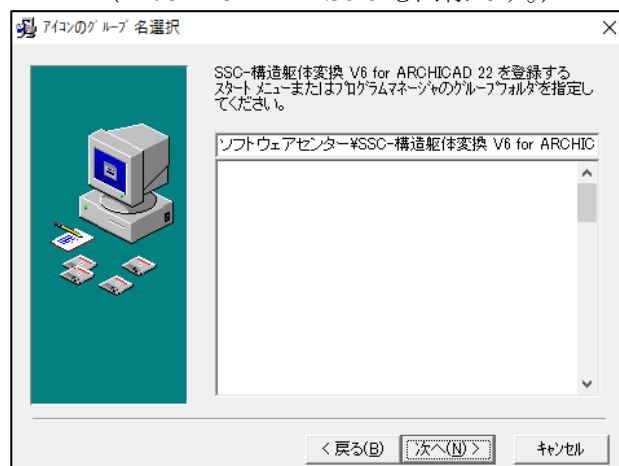 アイコンのグループ名選択
SSC-構造躯体変換 V6 for ARCHICAD 22 を登録する
スタート メニューまたはプログラムマネージャのグループフォルダを指定し
てください。
ソフトウェアセンター¥SSC-構造躯体変換 V6 for ARCHIC
< 戻る(B)
次へ(N) >
キャンセル